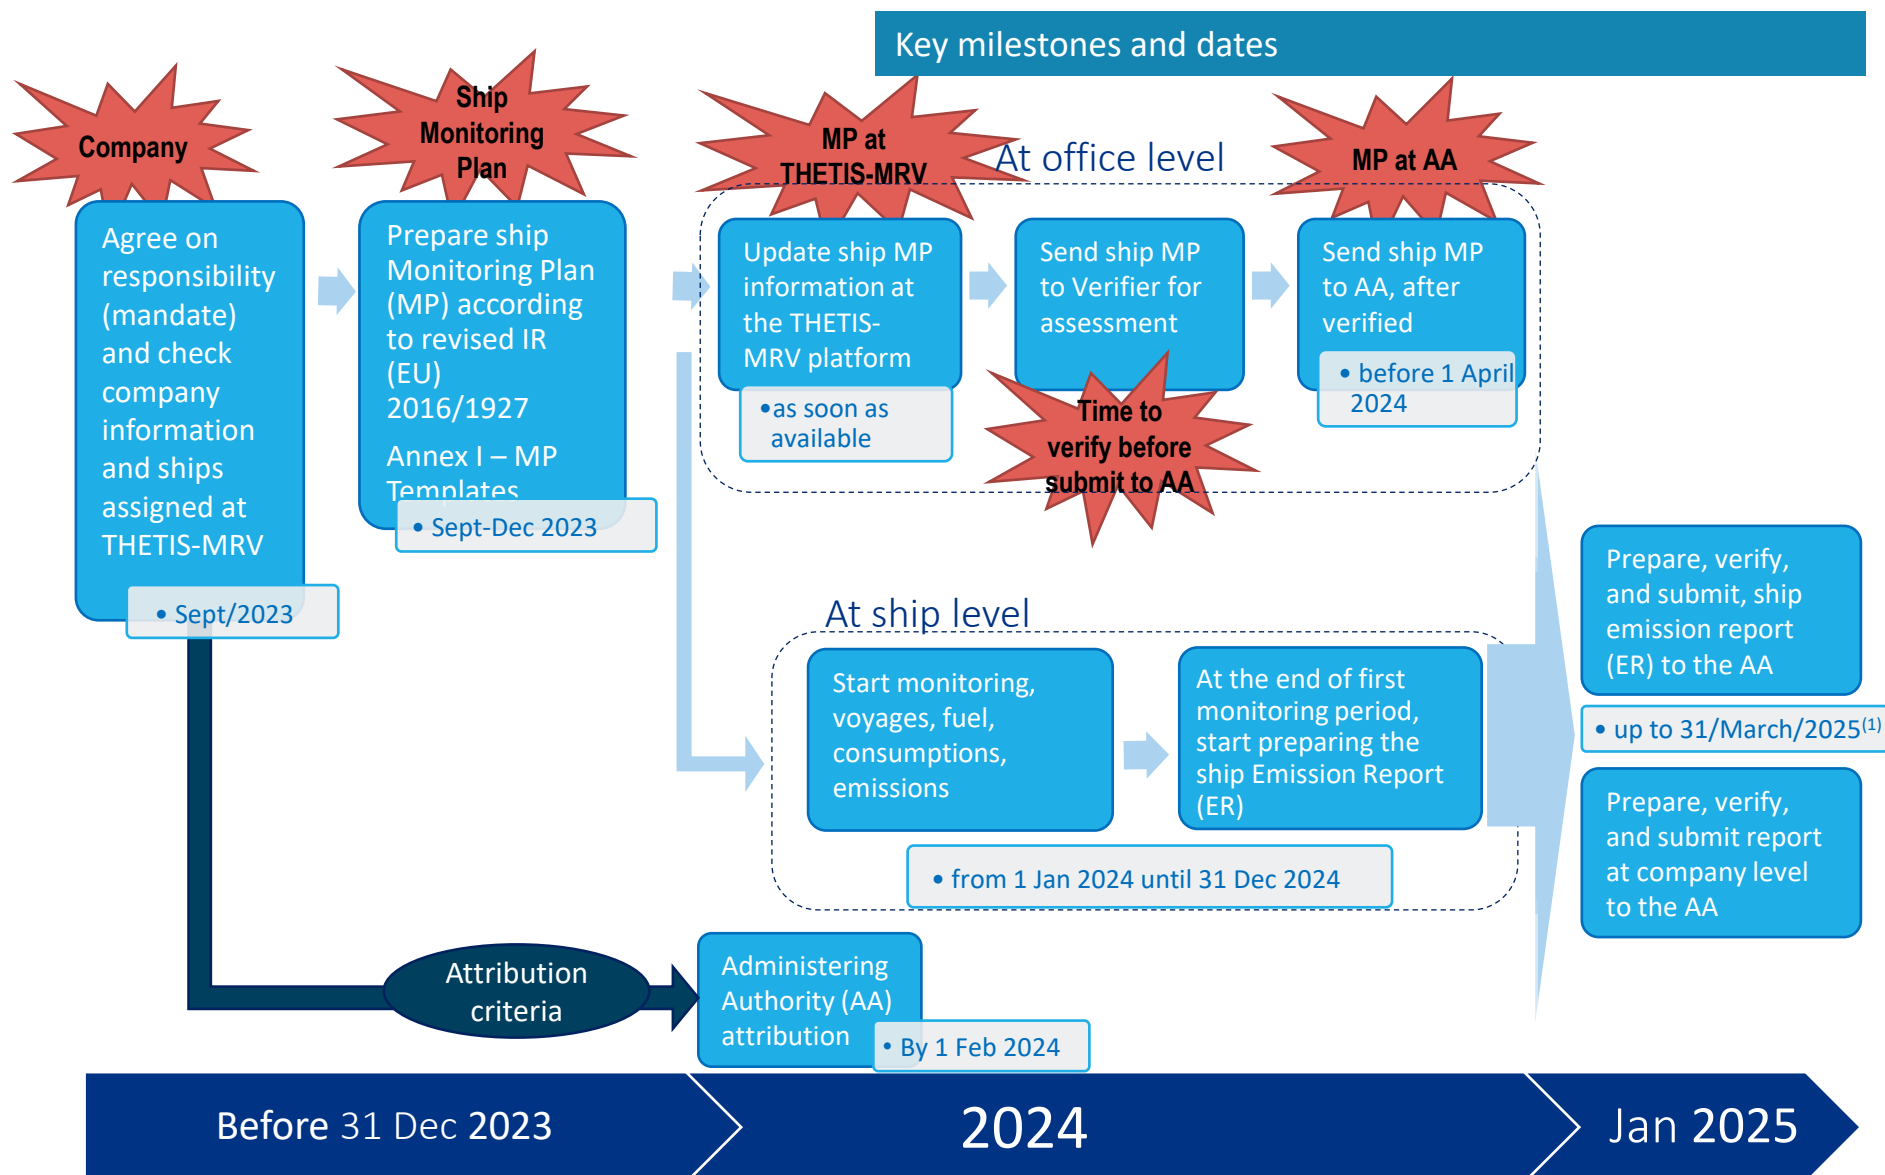 Key milestones and dates
Company
Ship
Monitoring
Plan
MP at
THETIS-MRV
At office level
MP at AA
Agree on
responsibility
(mandate)
and check
company
information
and ships
assigned at
THETIS-MRV
• Sept/2023
Prepare ship
Monitoring Plan
(MP) according
to revised IR
(EU)
2016/1927
Annex I – MP
Templates
• Sept-Dec 2023
Update ship MP
information at
the THETIS-
MRV platform
•as soon as
available
Send ship MP
to Verifier for
assessment
Time to
verify before
submit to AA
Send ship MP
to AA, after
verified
• before 1 April
2024
At ship level
Start monitoring,
voyages, fuel,
consumptions,
emissions
At the end of first
monitoring period,
start preparing the
ship Emission Report
(ER)
• from 1 Jan 2024 until 31 Dec 2024
Prepare, verify,
and submit, ship
emission report
(ER) to the AA
• up to 31/March/2025(1)
Prepare, verify,
and submit report
at company level
to the AA
Attribution
criteria
Administering
Authority (AA)
attribution
• By 1 Feb 2024
Before 31 Dec 2023
2024
Jan 2025